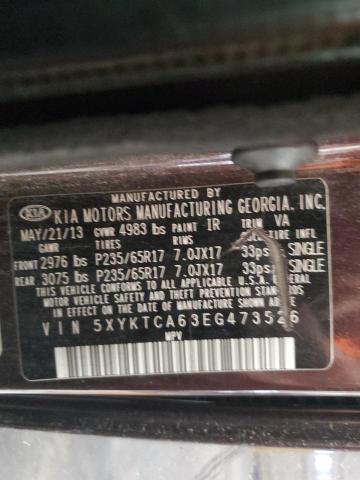 MANUFACTURED BY
KIA KIA MOTORS MANUFACTURING GEORGIA, INC.
MAY/21/13 GVWR 4983 lbs PAINT IR TRIM VA
GAWR TIRES RIMS INFL
FRONT 2976 lbs P235/65R17 7.0JX17 33psi SINGLE
REAR 3075 lbs P235/65R17 7.0JX17 33psi SINGLE
THIS VEHICLE CONFORMS TO ALL APPLICABLE U.S.A. FEDERAL
MOTOR VEHICLE SAFETY AND THEFT PREVENTION STANDARDS
IN EFFECT ON THE DATE OF MANUFACTURE SHOWN ABOVE.
VIN 5XYKTCA63EG473526
MPV